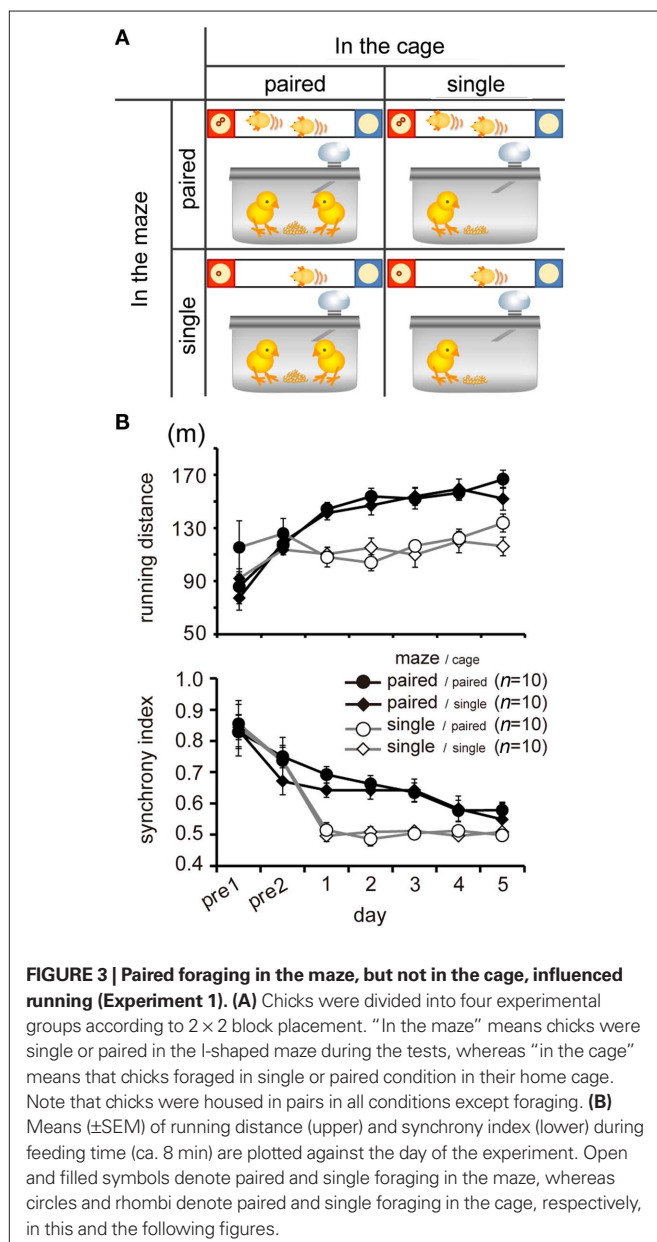 A
In the cage
paired single
In the maze
paired
single
B
(m)
running distance
170
130
90
50
maze / cage
paired / paired (n=10)
paired / single (n=10)
single / paired (n=10)
single / single (n=10)
synchrony index
1.0
0.9
0.8
0.7
0.6
0.5
0.4
pre1 pre2 1 2 3 4 5
day
FIGURE 3 | Paired foraging in the maze, but not in the cage, influenced
running (Experiment 1). (A) Chicks were divided into four experimental
groups according to 2 × 2 block placement. “In the maze” means chicks were
single or paired in the I-shaped maze during the tests, whereas “in the cage”
means that chicks foraged in single or paired condition in their home cage.
Note that chicks were housed in pairs in all conditions except foraging. (B)
Means (±SEM) of running distance (upper) and synchrony index (lower) during
feeding time (ca. 8 min) are plotted against the day of the experiment. Open
and filled symbols denote paired and single foraging in the maze, whereas
circles and rhombi denote paired and single foraging in the cage, respectively,
in this and the following figures.